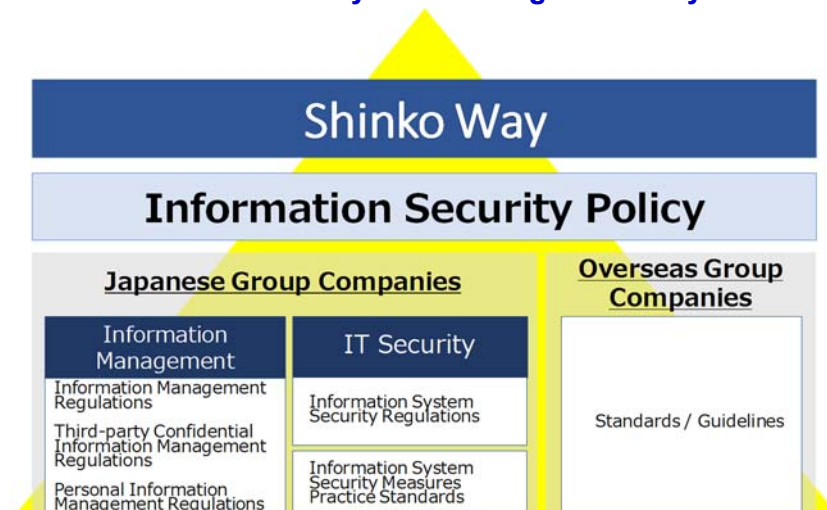 Shinko Way
Information Security Policy
Japanese Group Companies
Overseas Group
Companies
Information
Management
IT Security
Information Management
Regulations
Third-party Confidential
Information Management
Regulations
Personal Information
Management Regulations
Information System
Security Regulations
Information System
Security Measures
Practice Standards
Standards / Guidelines